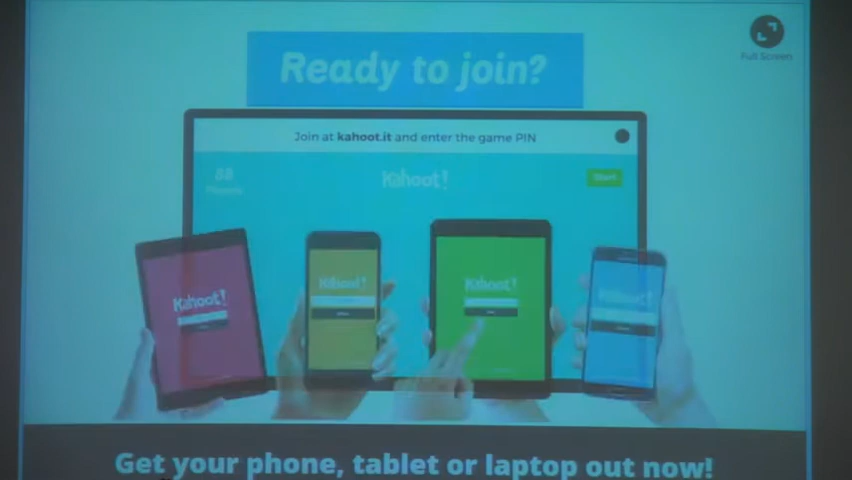 Ready to join?
Full Screen
Join at kahoot.it and enter the game PIN
Kahoot!
Start
Kahoot!
Kahoot!
Kahoot!
Kahoot!
Get your phone, tablet or laptop out now!